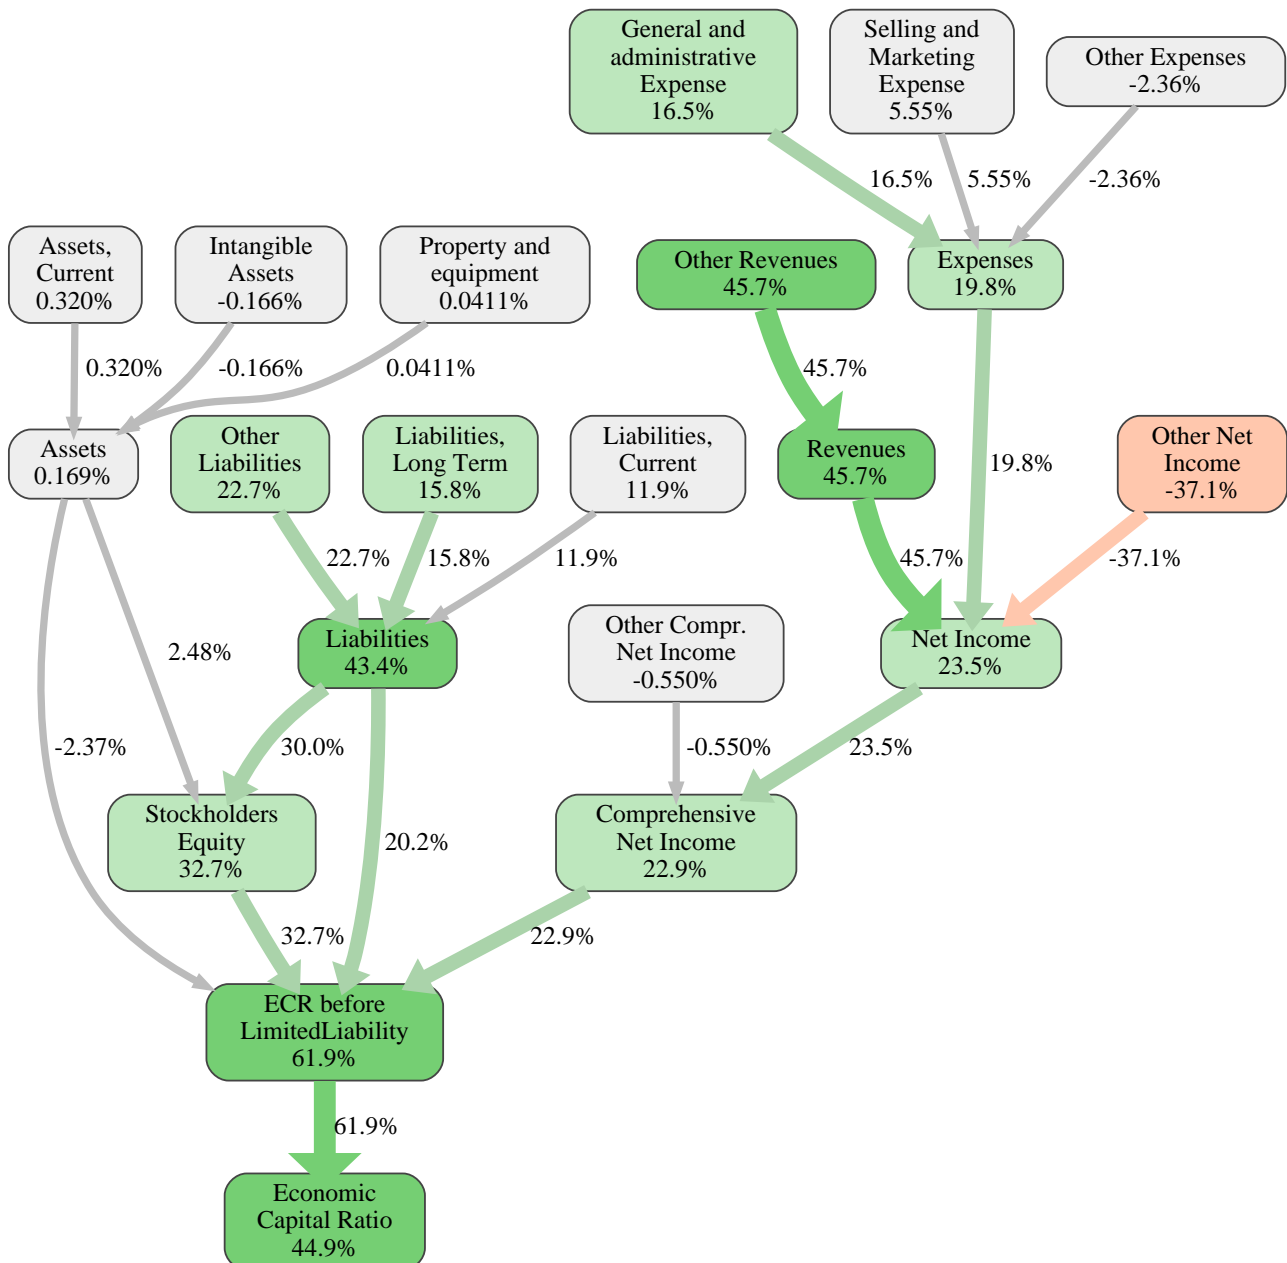 General and
administrative
Expense
16.5%
Selling and
Marketing
Expense
5.55%
Other Expenses
-2.36%
16.5%
5.55%
-2.36%
Assets,
Current
0.320%
Intangible
Assets
-0.166%
Property and
equipment
0.0411%
Other Revenues
45.7%
Expenses
19.8%
0.320%
-0.166%
0.0411%
45.7%
Assets
0.169%
Other
Liabilities
22.7%
Liabilities,
Long Term
15.8%
Liabilities,
Current
11.9%
Revenues
45.7%
19.8%
Other Net
Income
-37.1%
22.7%
15.8%
11.9%
45.7%
-37.1%
2.48%
Liabilities
43.4%
Other Compr.
Net Income
-0.550%
Net Income
23.5%
-2.37%
30.0%
-0.550%
23.5%
Stockholders
Equity
32.7%
20.2%
Comprehensive
Net Income
22.9%
32.7%
22.9%
ECR before
LimitedLiability
61.9%
61.9%
Economic
Capital Ratio
44.9%